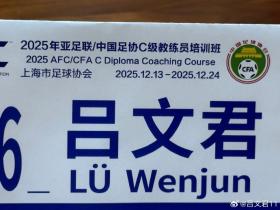 2025年亚足联/中国足协C级教练员培训班
2025 AFC/CFA C Diploma Coaching Course
上海市足球协会 2025.12.13－2025.12.24
CFA
6_ 吕文君
LÜ Wenjun
@吕文君11